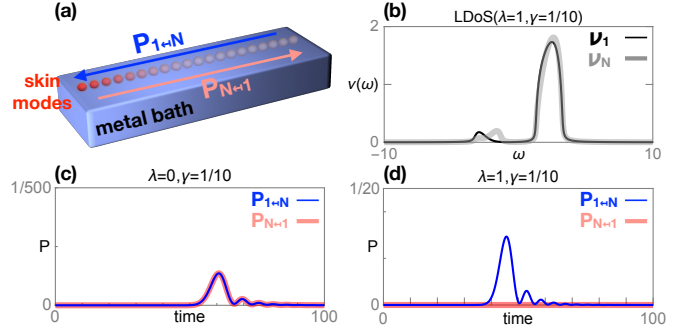 (a)
P1↔N
PN↔1
skin
modes
metal bath
(b)
LDoS(λ=1,γ=1/10)
2
ν1
νN
ν(ω)
0
-10
ω
10
(c)
λ=0,γ=1/10
1/500
P1↔N
PN↔1
P
0
0
time
100
(d)
λ=1,γ=1/10
1/20
P1↔N
PN↔1
P
0
0
time
100